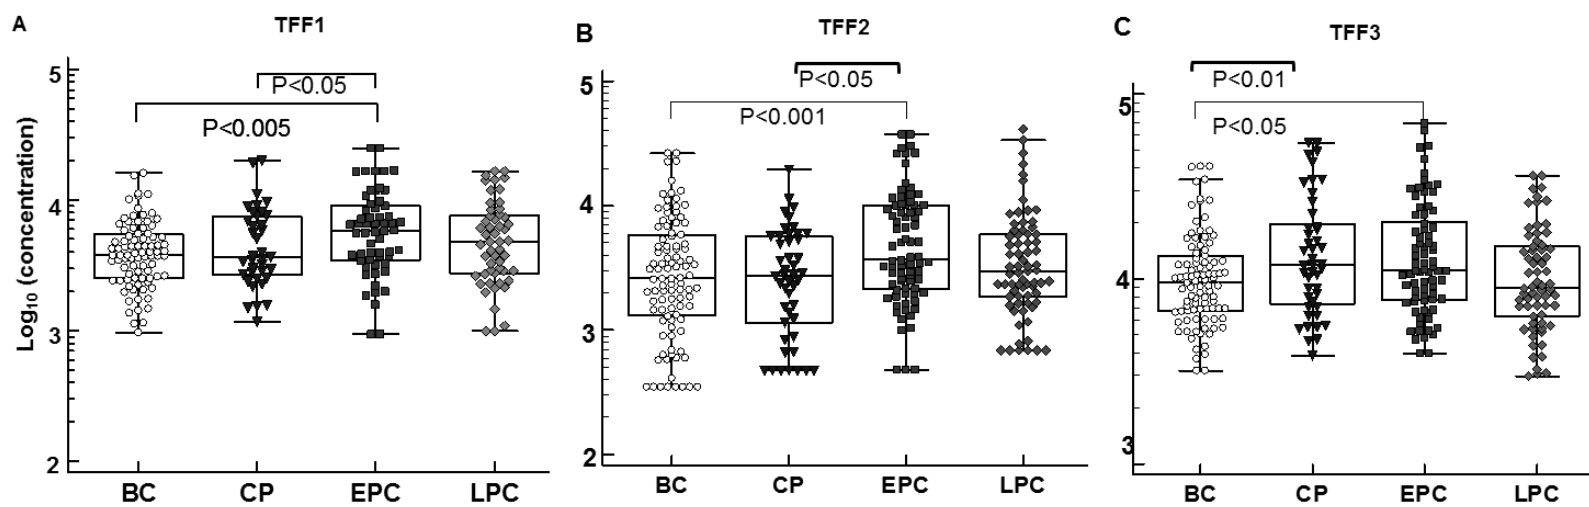 A
TFF1
Log10 (concentration)
5
4
3
2
P<0.05
P<0.005
BC CP EPC LPC
B
TFF2
5
4
3
2
P<0.05
P<0.001
BC CP EPC LPC
C
TFF3
5
4
3
P<0.01
P<0.05
BC CP EPC LPC